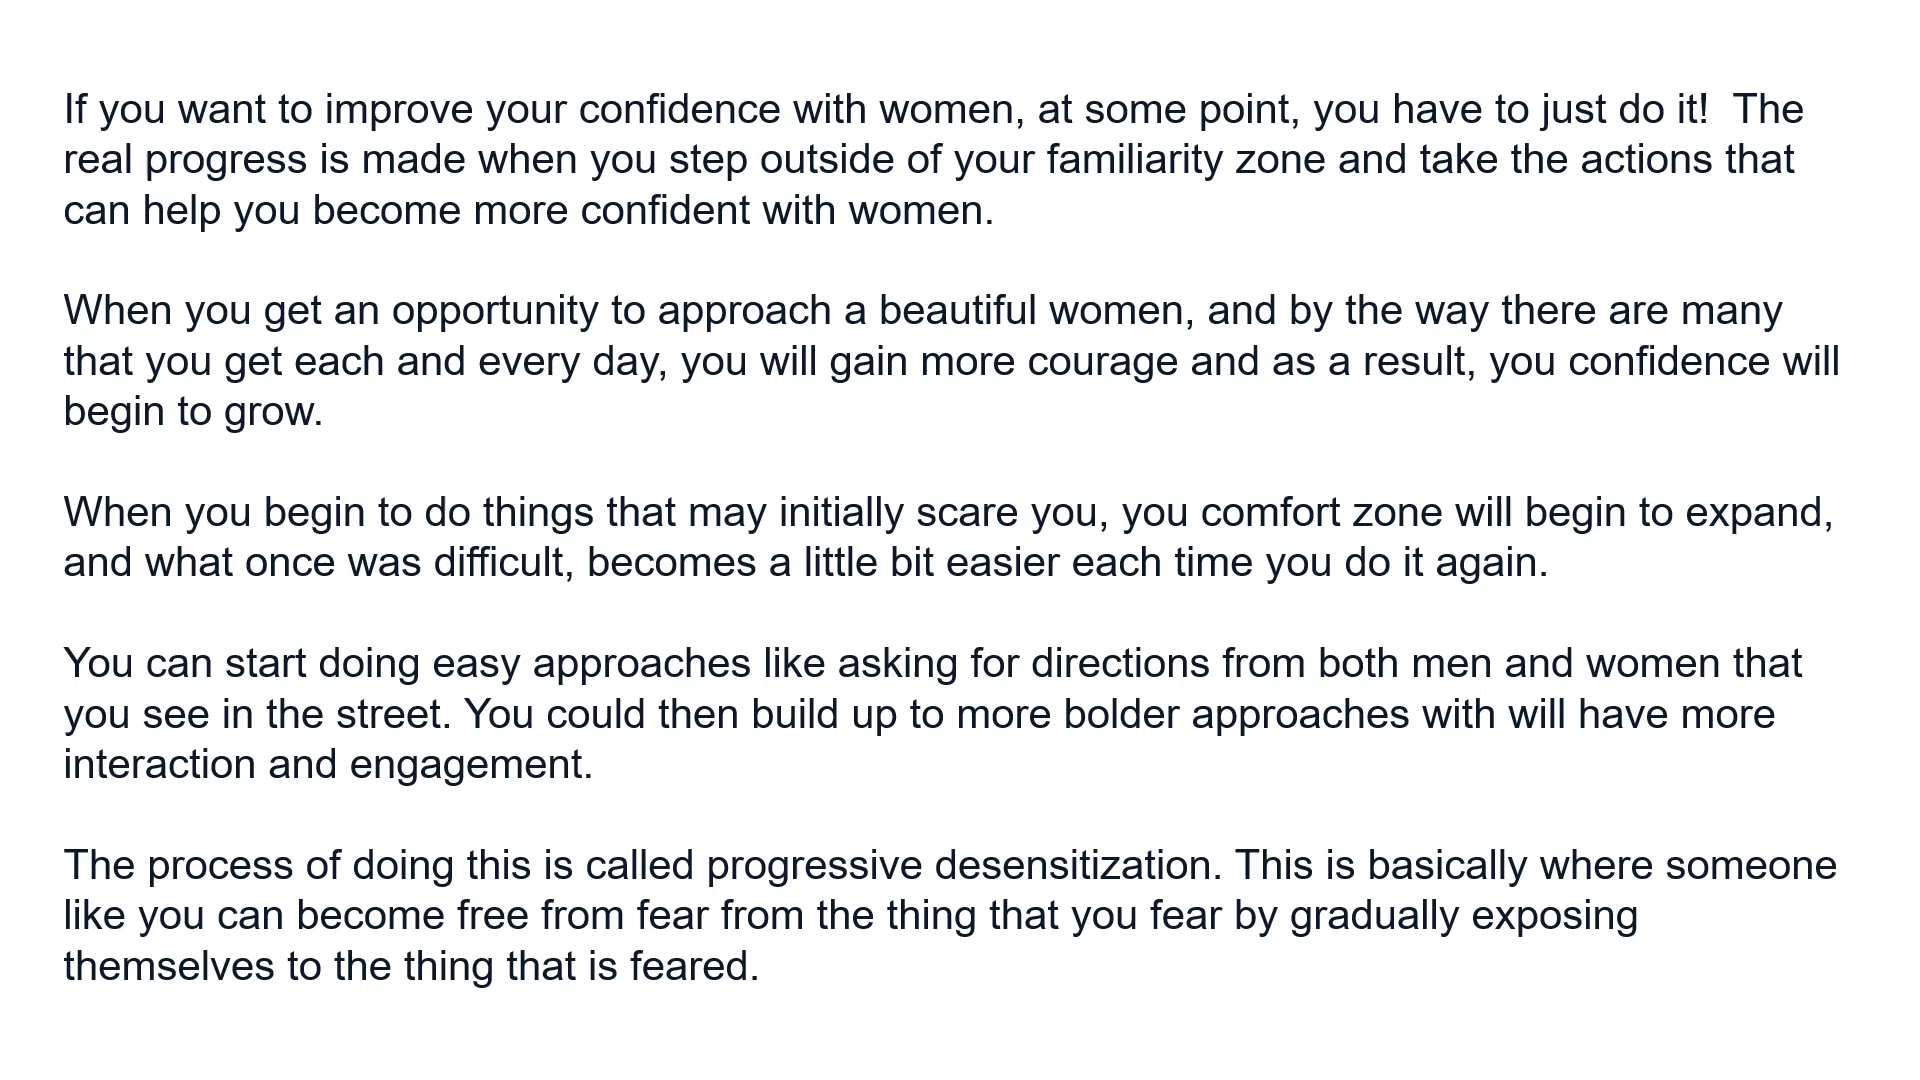 If you want to improve your confidence with women, at some point, you have to just do it!  The
real progress is made when you step outside of your familiarity zone and take the actions that
can help you become more confident with women.
When you get an opportunity to approach a beautiful women, and by the way there are many
that you get each and every day, you will gain more courage and as a result, you confidence will
begin to grow.
When you begin to do things that may initially scare you, you comfort zone will begin to expand,
and what once was difficult, becomes a little bit easier each time you do it again.
You can start doing easy approaches like asking for directions from both men and women that
you see in the street. You could then build up to more bolder approaches with will have more
interaction and engagement.
The process of doing this is called progressive desensitization. This is basically where someone
like you can become free from fear from the thing that you fear by gradually exposing
themselves to the thing that is feared.